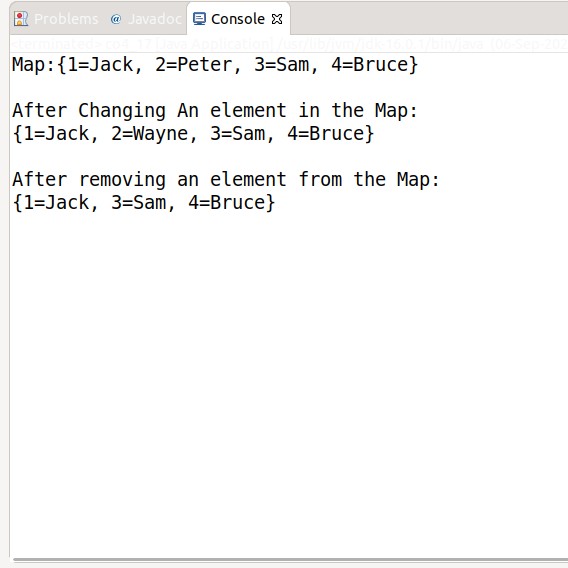 Problems @ Javadoc Console
Map:{1=Jack, 2=Peter, 3=Sam, 4=Bruce}
After Changing An element in the Map:
{1=Jack, 2=Wayne, 3=Sam, 4=Bruce}
After removing an element from the Map:
{1=Jack, 3=Sam, 4=Bruce}